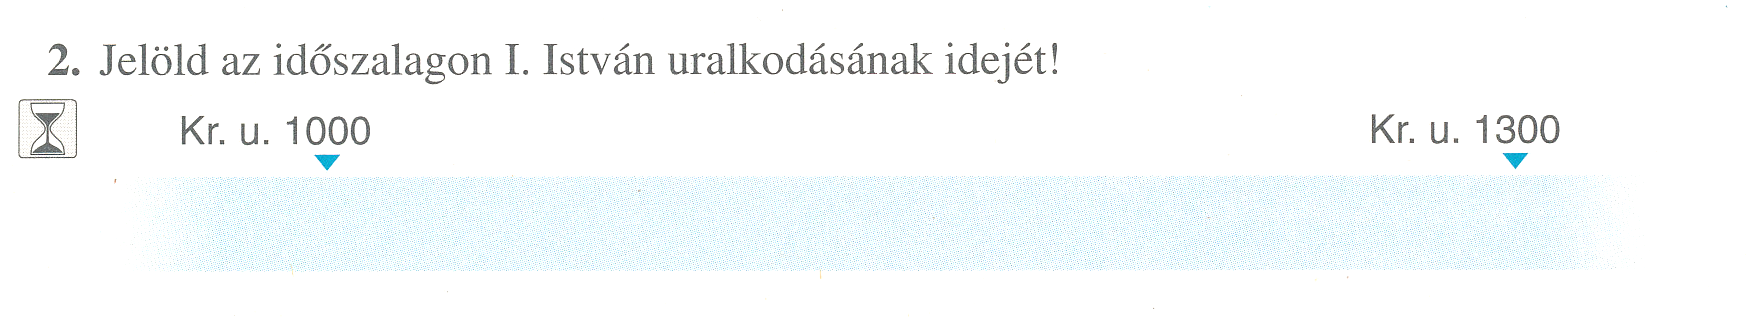 2. Jelöld az időszalagon I. István uralkodásának idejét!
Kr. u. 1000
Kr. u. 1300